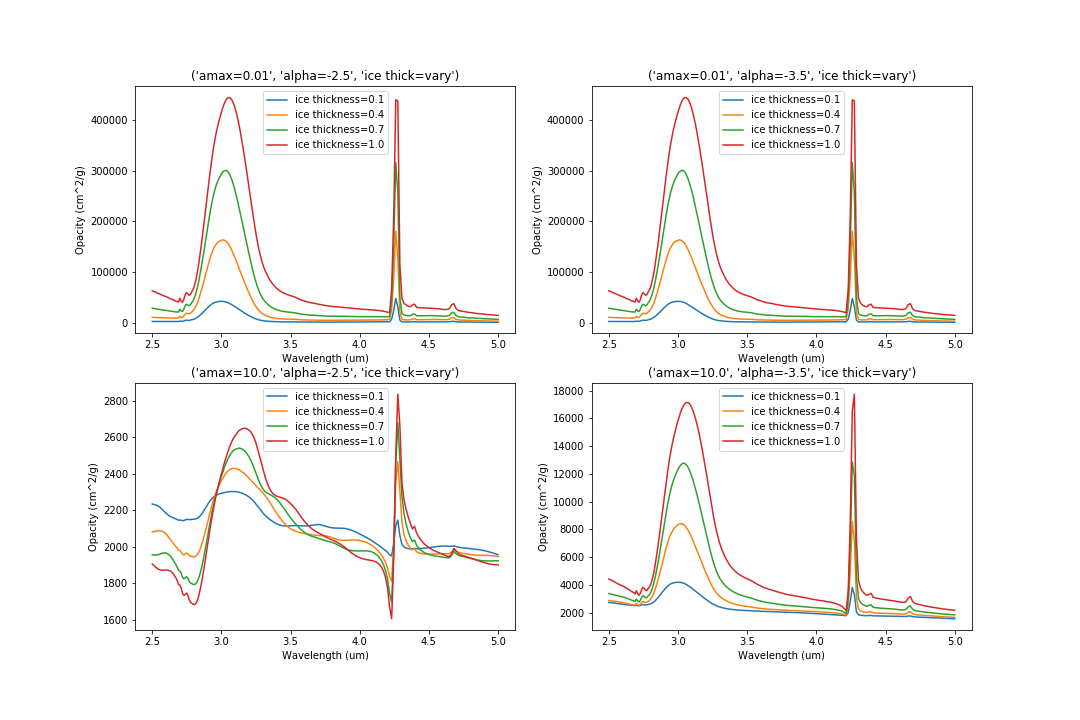 ('amax=0.01', 'alpha=-2.5', 'ice thick=vary')
ice thickness=0.1
ice thickness=0.4
ice thickness=0.7
ice thickness=1.0
400000
300000
200000
100000
0
Opacity (cm^2/g)
2.5 3.0 3.5 4.0 4.5 5.0
Wavelength (um)
('amax=0.01', 'alpha=-3.5', 'ice thick=vary')
ice thickness=0.1
ice thickness=0.4
ice thickness=0.7
ice thickness=1.0
400000
300000
200000
100000
0
Opacity (cm^2/g)
2.5 3.0 3.5 4.0 4.5 5.0
Wavelength (um)
('amax=10.0', 'alpha=-2.5', 'ice thick=vary')
ice thickness=0.1
ice thickness=0.4
ice thickness=0.7
ice thickness=1.0
2800
2600
2400
2200
2000
1800
1600
Opacity (cm^2/g)
2.5 3.0 3.5 4.0 4.5 5.0
Wavelength (um)
('amax=10.0', 'alpha=-3.5', 'ice thick=vary')
ice thickness=0.1
ice thickness=0.4
ice thickness=0.7
ice thickness=1.0
18000
16000
14000
12000
10000
8000
6000
4000
2000
Opacity (cm^2/g)
2.5 3.0 3.5 4.0 4.5 5.0
Wavelength (um)